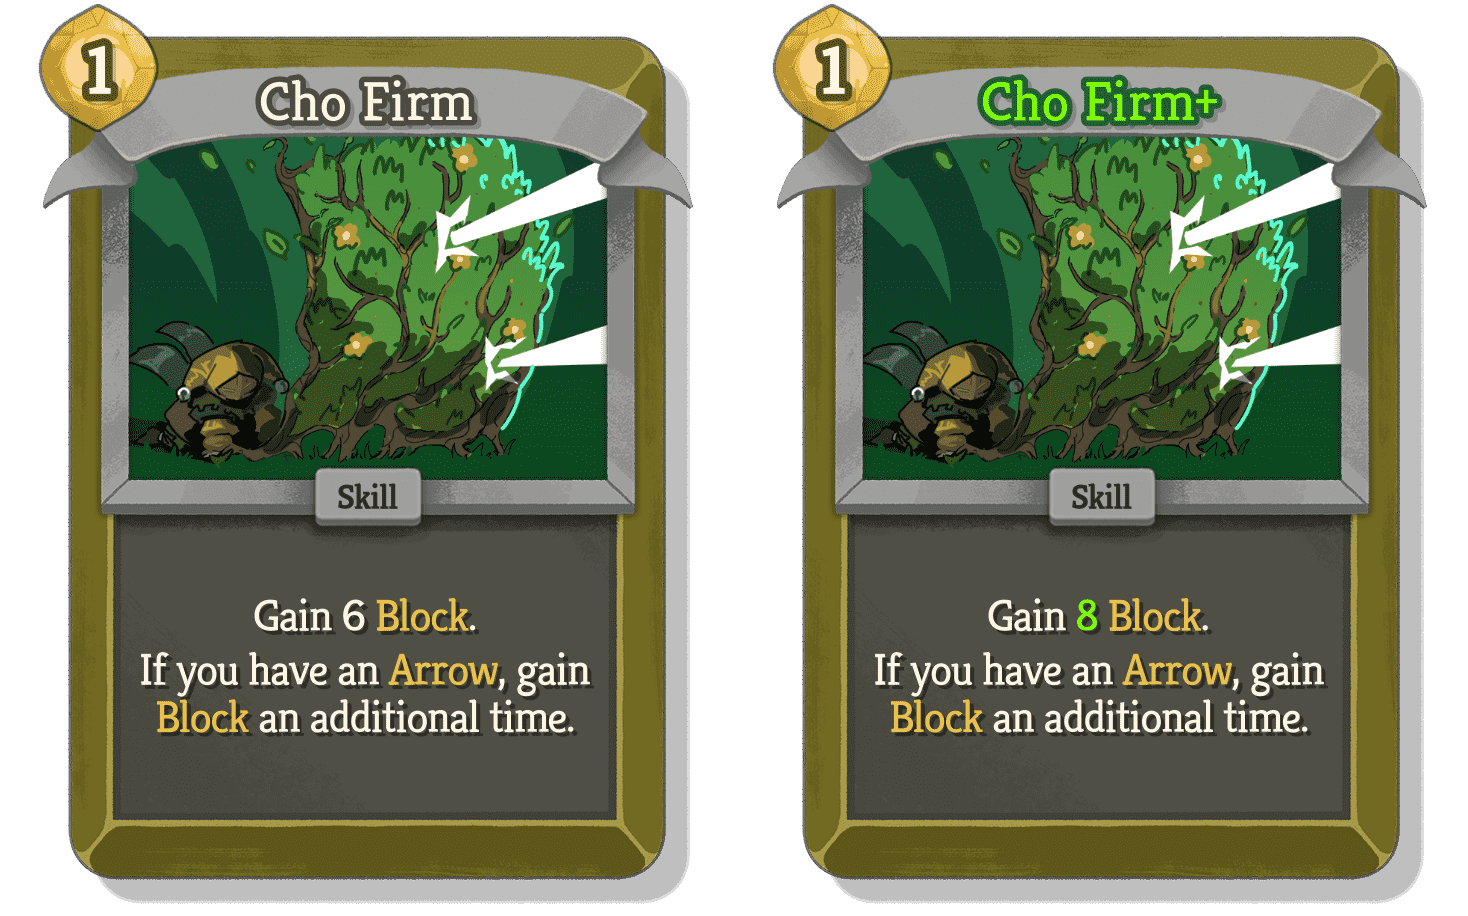 1
Cho Firm
Skill
Gain 6 Block.
If you have an Arrow, gain
Block an additional time.
1
Cho Firm+
Skill
Gain 8 Block.
If you have an Arrow, gain
Block an additional time.